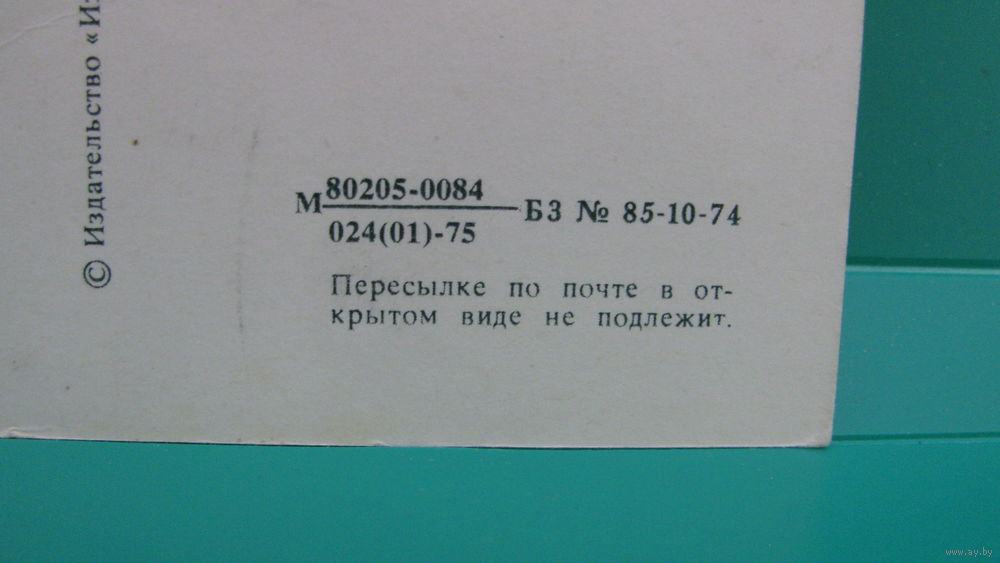 © Издательство «Из
М 80205-0084
024(01)-75
БЗ № 85-10-74
Пересылке по почте в от-
крытом виде не подлежит.
www.ay.by